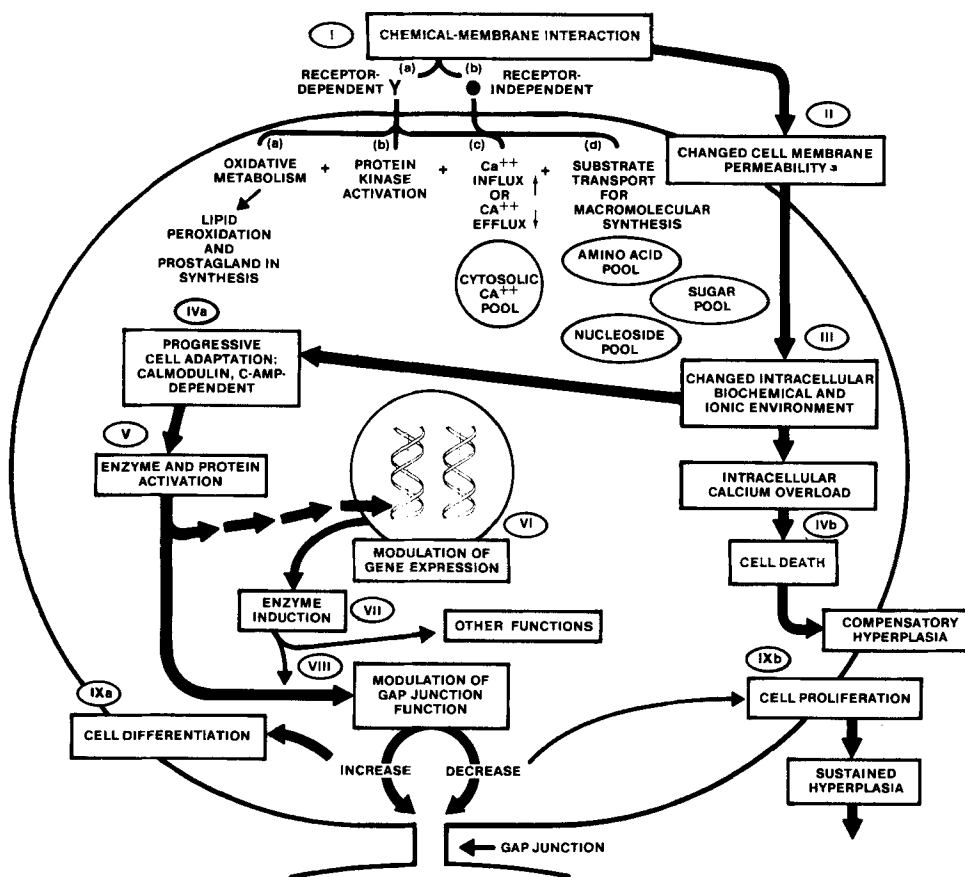 I
CHEMICAL-MEMBRANE INTERACTION
(a)
(b)
RECEPTOR-
DEPENDENT
Y
RECEPTOR-
INDEPENDENT
II
CHANGED CELL MEMBRANE
PERMEABILITY
(a)
OXIDATIVE
METABOLISM
+
(b)
PROTEIN
KINASE
ACTIVATION
+
(c)
Ca++
INFLUX
OR
CA++
EFFLUX
+
(d)
SUBSTRATE
TRANSPORT
FOR
MACROMOLECULAR
SYNTHESIS
LIPID
PEROXIDATION
AND
PROSTAGLAND IN
SYNTHESIS
CYTOSOLIC
CA++
POOL
AMINO ACID
POOL
SUGAR
POOL
NUCLEOSIDE
POOL
III
CHANGED INTRACELLULAR
BIOCHEMICAL AND
IONIC ENVIRONMENT
IVa
PROGRESSIVE
CELL ADAPTATION:
CALMODULIN, C-AMP-
DEPENDENT
V
ENZYME AND PROTEIN
ACTIVATION
INTRACELLULAR
CALCIUM OVERLOAD
IVb
CELL DEATH
VI
MODULATION OF
GENE EXPRESSION
ENZYME
INDUCTION
VII
OTHER FUNCTIONS
COMPENSATORY
HYPERPLASIA
VIII
MODULATION OF
GAP JUNCTION
FUNCTION
IXa
CELL DIFFERENTIATION
IXb
CELL PROLIFERATION
INCREASE
DECREASE
SUSTAINED
HYPERPLASIA
GAP JUNCTION